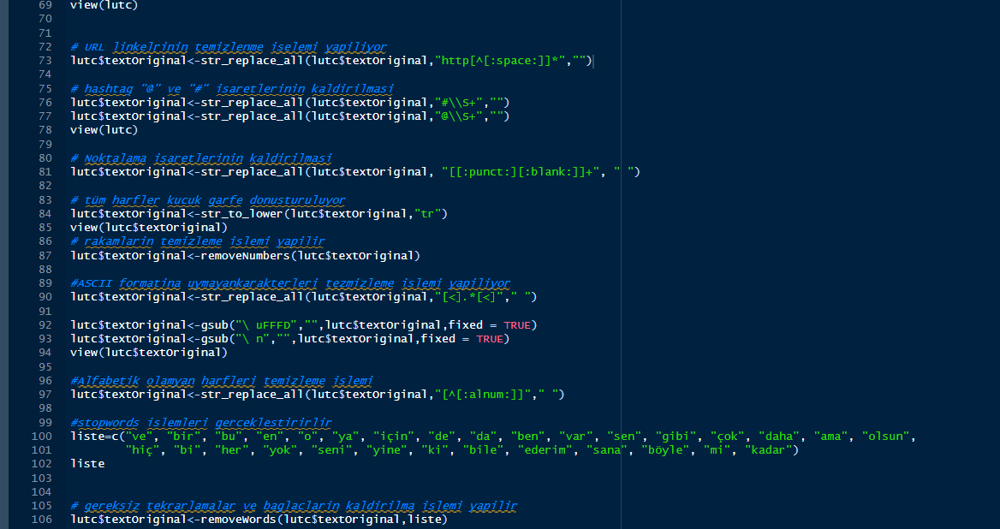 69 view(lutc)
70
71
72 # URL linkelrinin temizlenme iselemi yapiliyor
73 lutc$textOriginal<-str_replace_all(lutc$textOriginal,"http[^[:space:]]*","")
74
75 # hashtag "@" ve "#" isaretlerinin kaldirilmasi
76 lutc$textOriginal<-str_replace_all(lutc$textOriginal,"#\\S+","")
77 lutc$textOriginal<-str_replace_all(lutc$textOriginal,"@\\S+","")
78 view(lutc)
79
80 # Noktalama isaretlerinin kaldirilmasi
81 lutc$textOriginal<-str_replace_all(lutc$textOriginal, "[[:punct:][:blank:]]+", " ")
82
83 # tüm harfler kucuk garfe donusturuluyor
84 lutc$textOriginal<-str_to_lower(lutc$textOriginal,"tr")
85 view(lutc$textOriginal)
86 # rakamlarin temizleme islemi yapilir
87 lutc$textOriginal<-removeNumbers(lutc$textOriginal)
88
89 #ASCII formatina uymayankarakterleri tezmizleme islemi yapiliyor
90 lutc$textOriginal<-str_replace_all(lutc$textOriginal,"[<].*[<]"," ")
91
92 lutc$textOriginal<-gsub("\ uFFFD","",lutc$textOriginal,fixed = TRUE)
93 lutc$textOriginal<-gsub("\ n","",lutc$textOriginal,fixed = TRUE)
94 view(lutc$textOriginal)
95
96 #Alfabetik olamyan harfleri temizleme islemi
97 lutc$textOriginal<-str_replace_all(lutc$textOriginal,"[^[:alnum:]]"," ")
98
99 #stopwords islemleri gerceklestirirlir
100 liste=c("ve", "bir", "bu", "en", "o", "ya", "için", "de", "da", "ben", "var", "sen", "gibi", "çok", "daha", "ama", "olsun",
101 "hiç", "bi", "her", "yok", "seni", "yine", "ki", "bile", "ederim", "sana", "böyle", "mi", "kadar")
102 liste
103
104
105 # gereksiz tekrarlamalar ve baglaclarin kaldirilma islemi yapilir
106 lutc$textOriginal<-removeWords(lutc$textOriginal,liste)